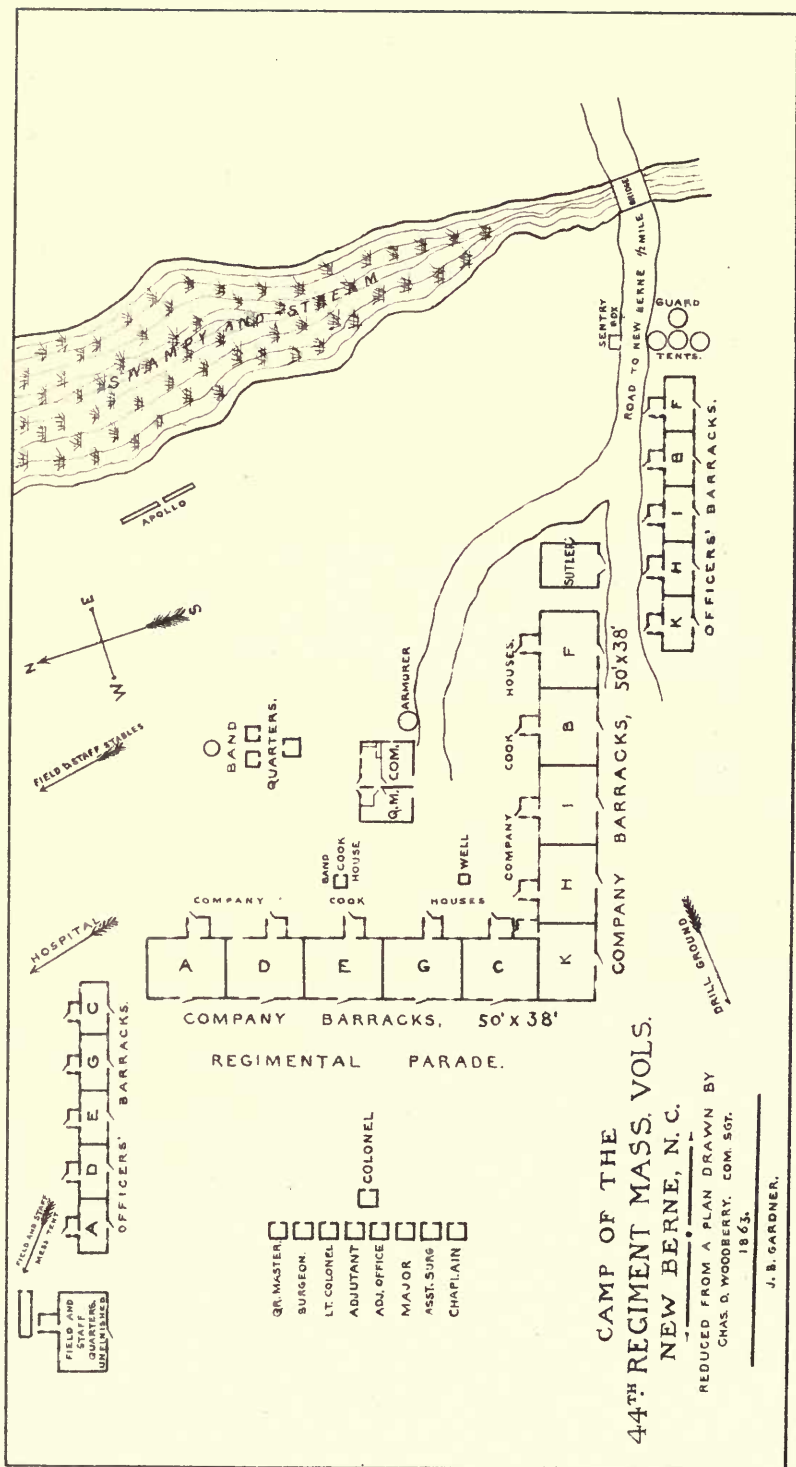 SWAMPY AND STREAM
BRIDGE
ROAD TO NEW BERNE 1/2 MILE
SENTRY
BOX
GUARD
TENTS.
APOLLO
N
E
W
S
FIELD & STAFF STABLES
HOSPITAL
BAND
QUARTERS.
ARMURER
Q.M.
COM.
SUTLER
BAND
COOK
HOUSE
WELL
COMPANY COOK HOUSES
A
D
E
G
C
COMPANY BARRACKS, 50'X 38'
REGIMENTAL PARADE.
COMPANY COOK HOUSES.
K
H
I
B
F
COMPANY BARRACKS, 50'X38'
K
H
I
B
F
OFFICERS' BARRACKS.
DRILL GROUND
A
D
E
G
C
OFFICERS' BARRACKS.
FIELD AND STAFF
MESS TENT
FIELD AND
STAFF
QUARTERS.
UNFINISHED
QR. MASTER.
BURGEON.
LT. COLONEL
ADJUTANT
ADJ. OFFICE
MAJOR
ASST. SURG
CHAPLAIN
COLONEL
CAMP OF THE
44TH REGIMENT MASS. VOLS.
NEW BERNE, N. C.
REDUCED FROM A PLAN DRAWN BY
CHAS. D. WOODBERRY. COM. SGT.
1863.
J. B. GARDNER.